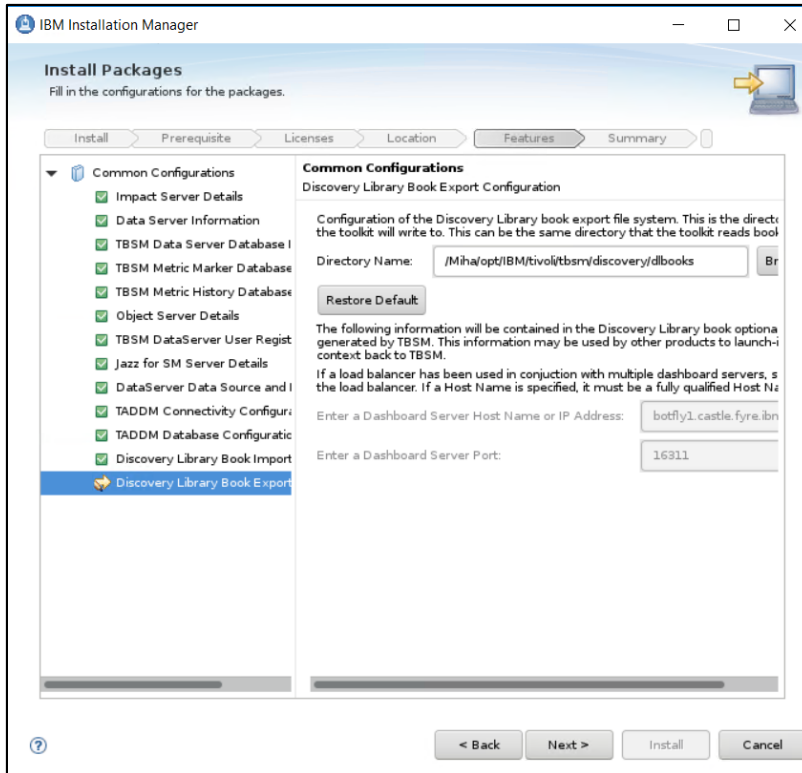 IBM Installation Manager
Install Packages
Fill in the configurations for the packages.
Install Prerequisite Licenses Location Features Summary
Common Configurations
Impact Server Details
Data Server Information
TBSM Data Server Database
TBSM Metric Marker Database
TBSM Metric History Database
Object Server Details
TBSM DataServer User Regist
Jazz for SM Server Details
DataServer Data Source and
TADDM Connectivity Configura
TADDM Database Configuratio
Discovery Library Book Import
Discovery Library Book Export
Common Configurations
Discovery Library Book Export Configuration
Configuration of the Discovery Library book export file system. This is the directo
the toolkit will write to. This can be the same directory that the toolkit reads book
Directory Name: /Miha/opt/IBM/tivoli/tbsm/discovery/dlbooks Br
Restore Default
The following information will be contained in the Discovery Library book optiona
generated by TBSM. This information may be used by other products to launch-i
context back to TBSM.
If a load balancer has been used in conjuction with multiple dashboard servers, s
the load balancer. If a Host Name is specified, it must be a fully qualified Host Na
Enter a Dashboard Server Host Name or IP Address: botfly1.castle.fyre.ibn
Enter a Dashboard Server Port: 16311
? < Back Next > Install Cancel